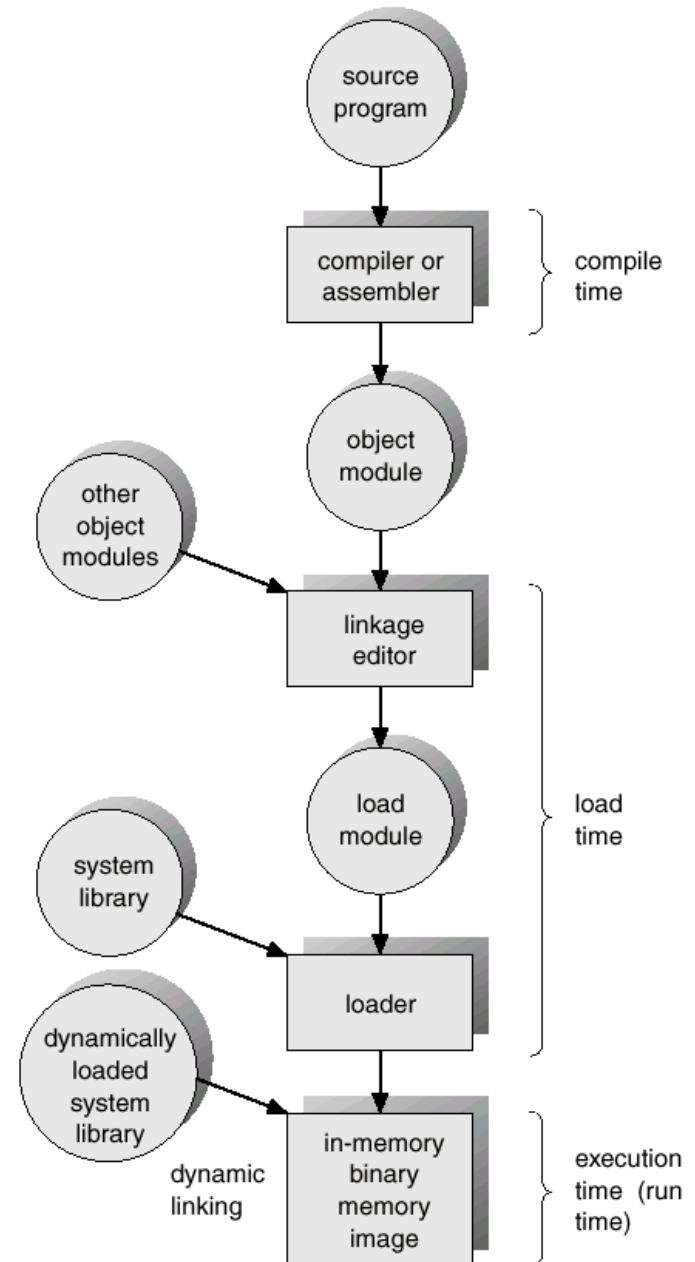 source
program
compiler or
assembler
compile
time
object
module
other
object
modules
linkage
editor
load
module
load
time
system
library
loader
dynamically
loaded
system
library
dynamic
linking
in-memory
binary
memory
image
execution
time (run
time)